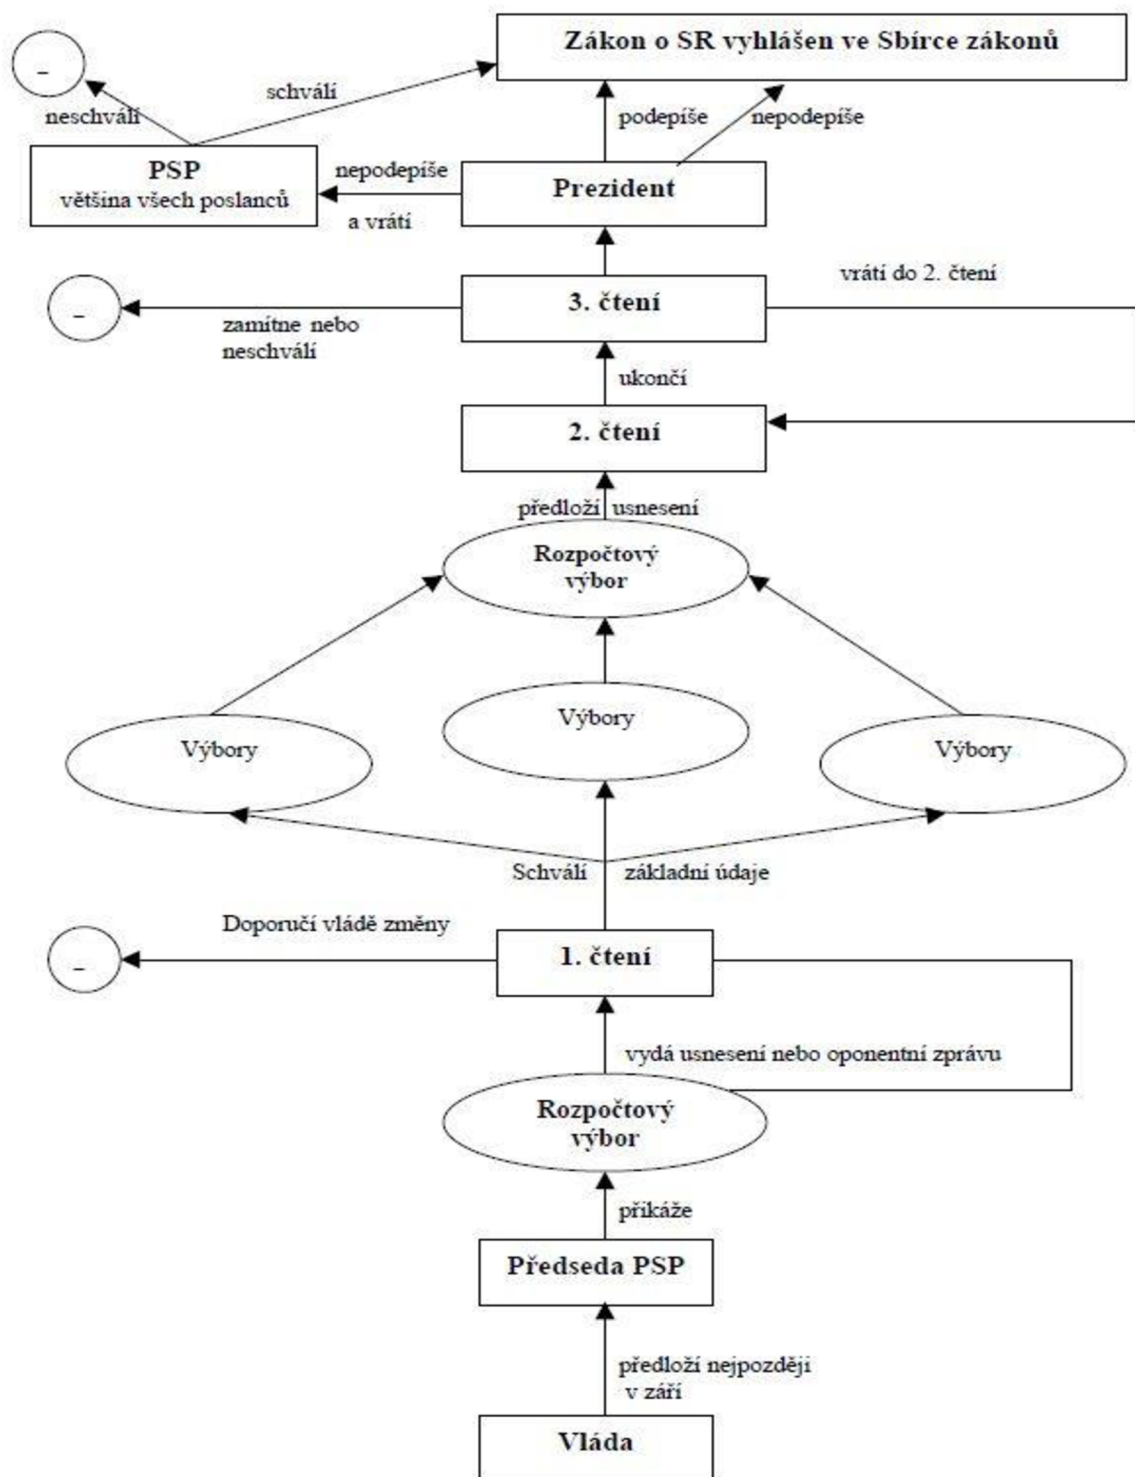 Zákon o SR vyhlášen ve Sbírce zákonů
_
schválí
neschválí
podepíše
nepodepíše
PSP
většina všech poslanců
nepodepíše
a vrátí
Prezident
vrátí do 2. čtení
_
3. čtení
zamítne nebo
neschválí
ukončí
2. čtení
předloží usnesení
Rozpočtový
výbor
Výbory
Výbory
Výbory
Schválí základní údaje
Doporučí vládě změny
_
1. čtení
vydá usnesení nebo oponentní zprávu
Rozpočtový
výbor
přikáže
Předseda PSP
předloží nejpozději
v září
Vláda